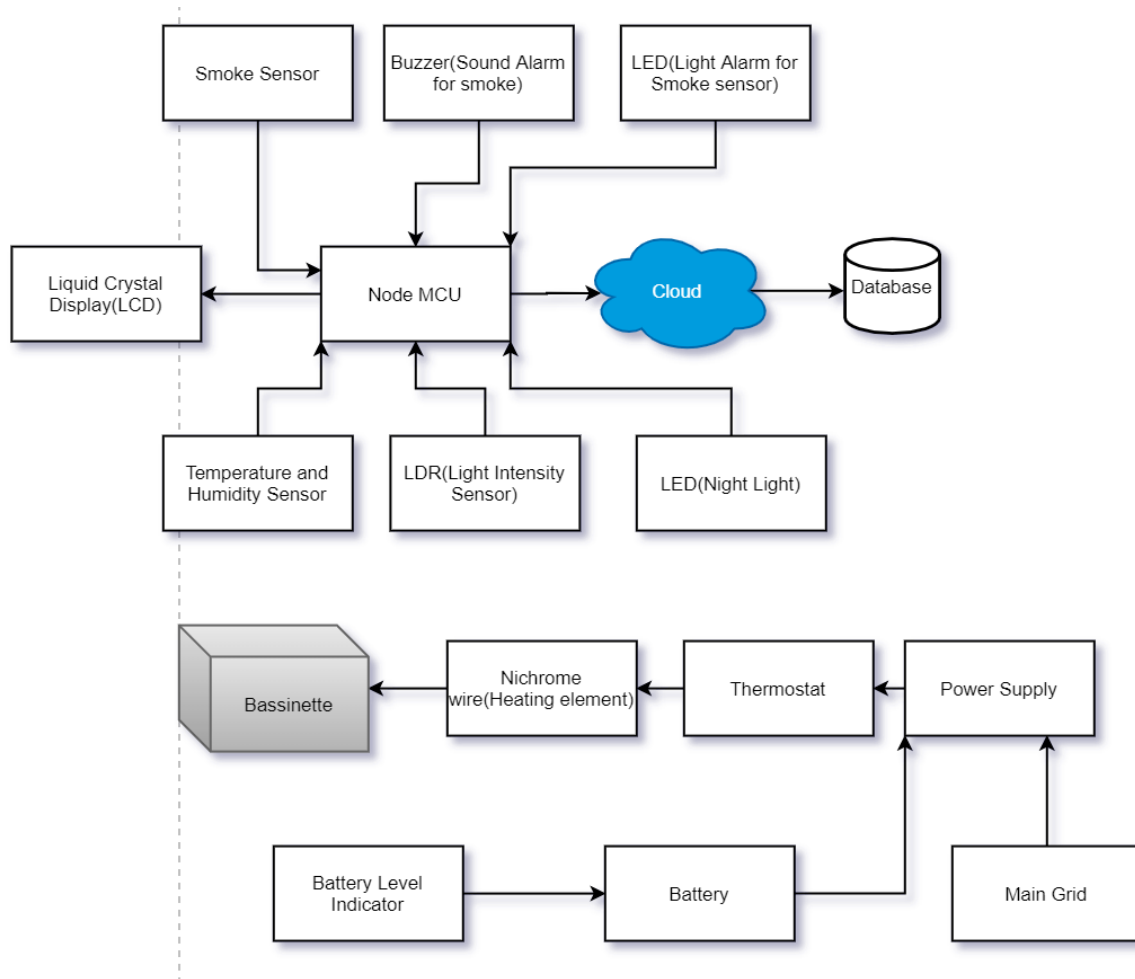 Smoke Sensor
Buzzer(Sound Alarm
for smoke)
LED(Light Alarm for
Smoke sensor)
Liquid Crystal
Display(LCD)
Node MCU
Cloud
Database
Temperature and
Humidity Sensor
LDR(Light Intensity
Sensor)
LED(Night Light)
Bassinette
Nichrome
wire(Heating element)
Thermostat
Power Supply
Battery Level
Indicator
Battery
Main Grid